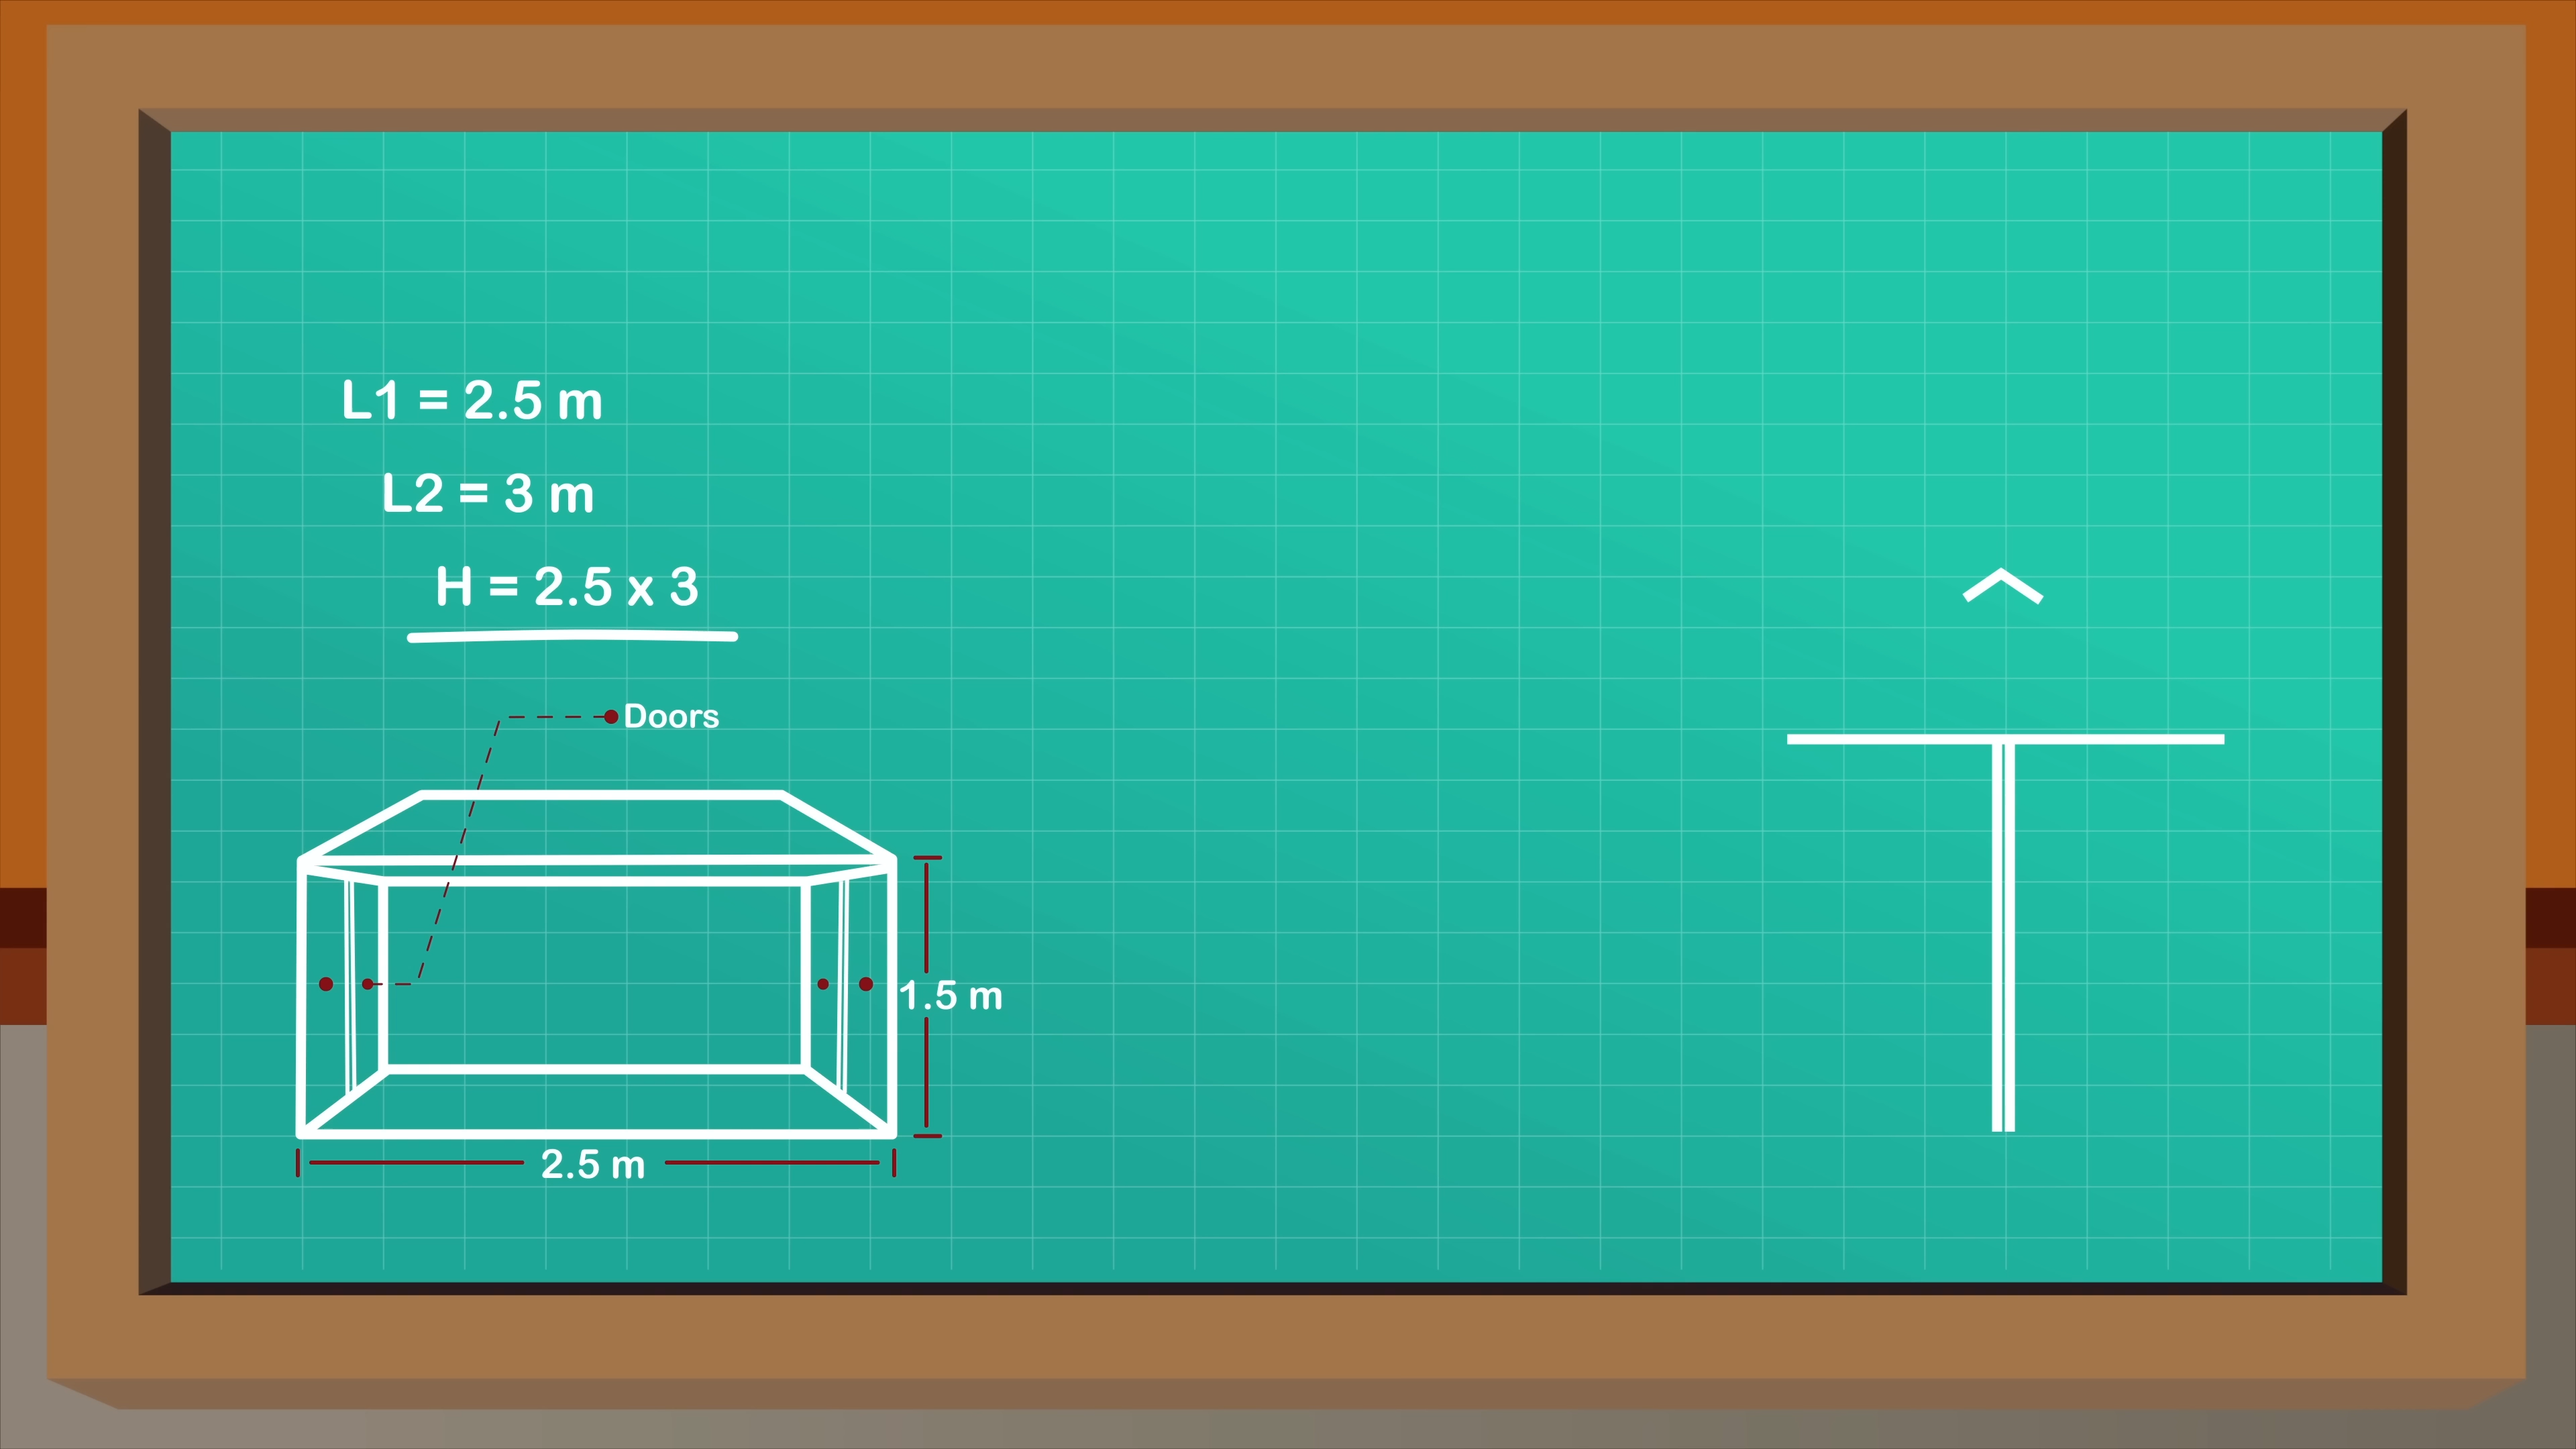 L1 = 2.5 m
L2 = 3 m
H = 2.5 x 3
Doors
1.5 m
2.5 m